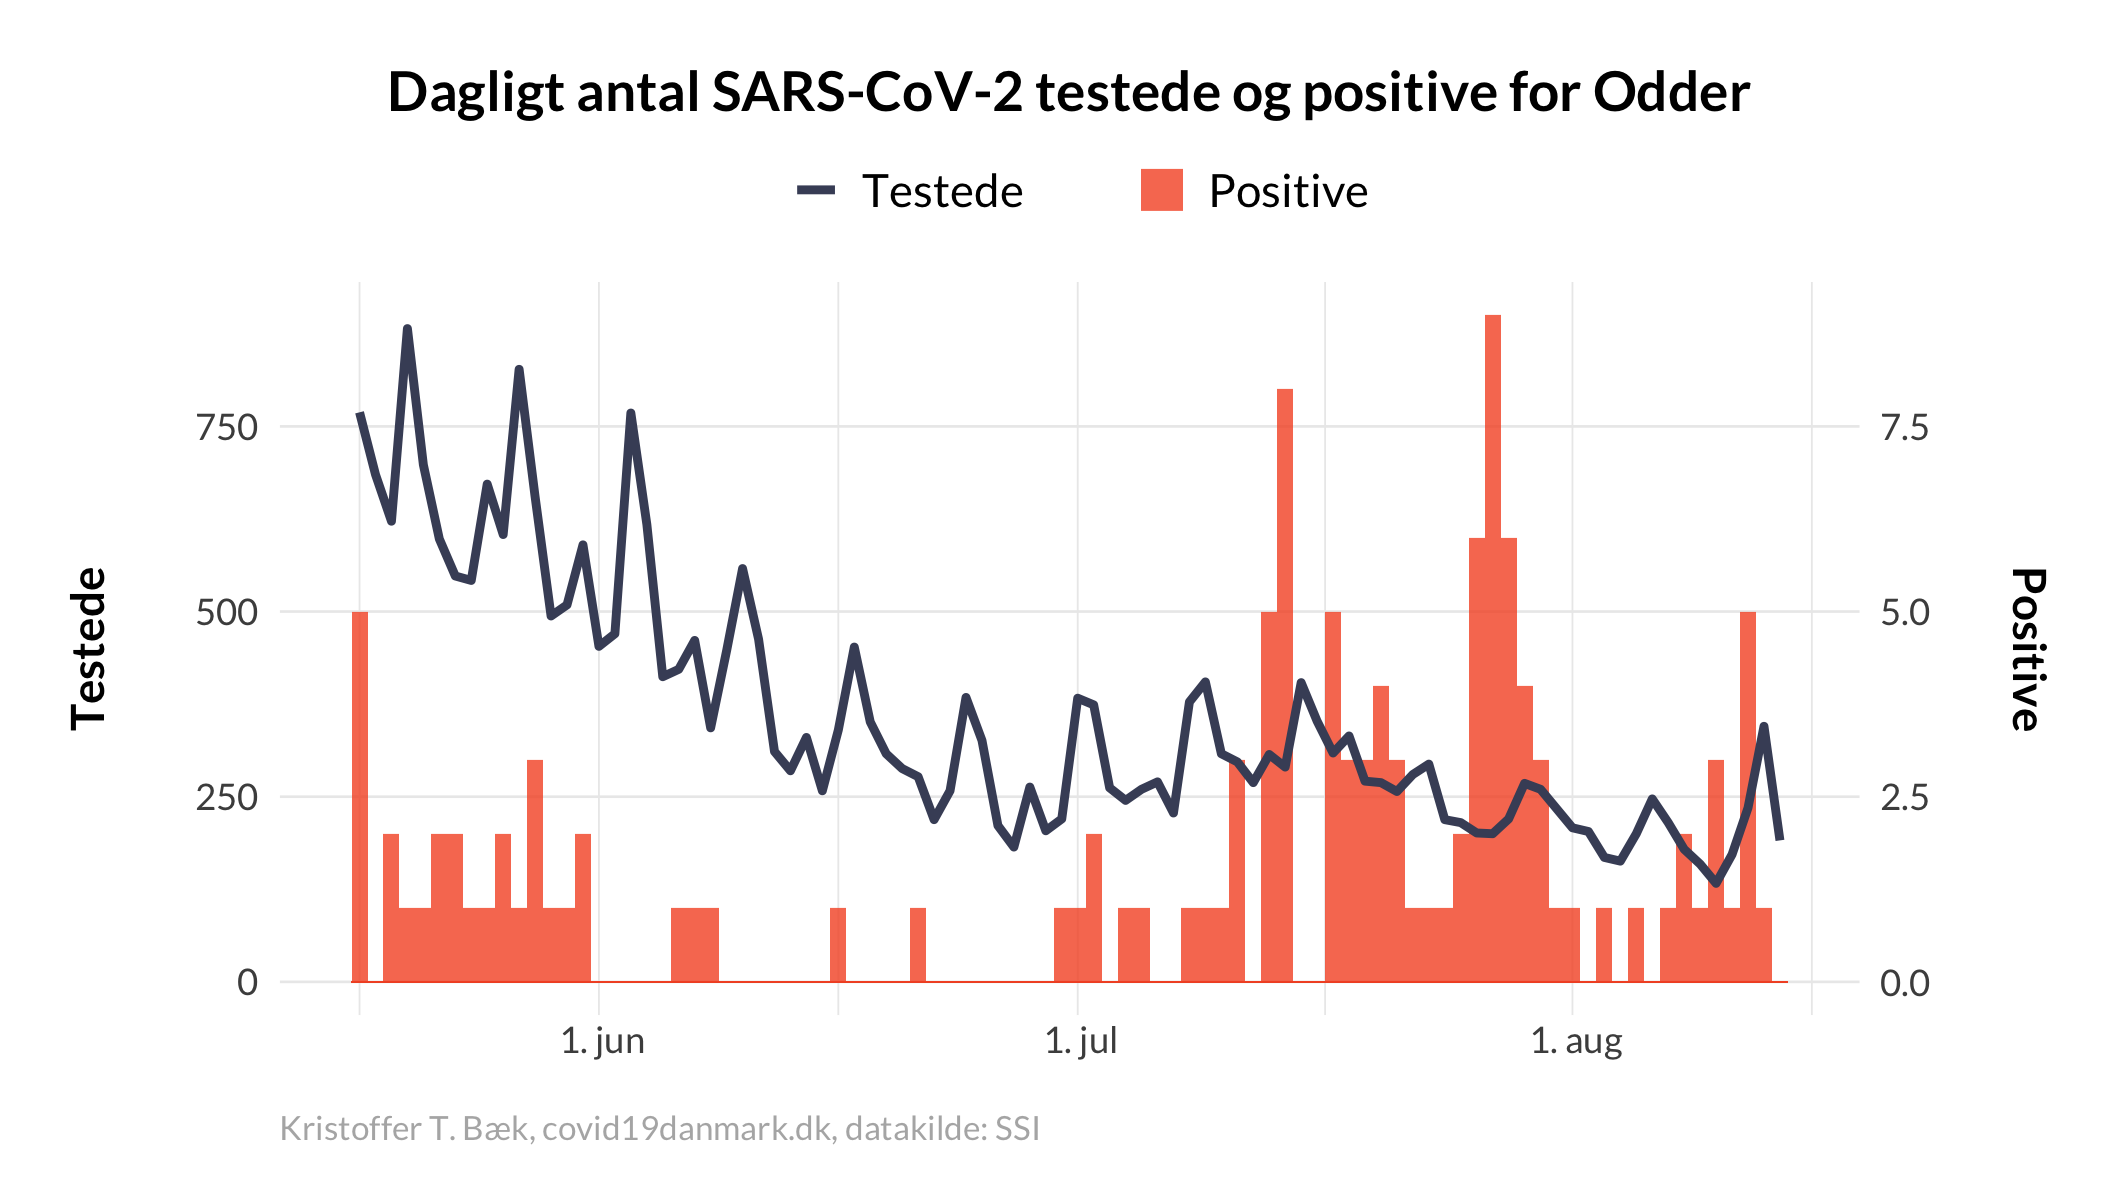 Dagligt antal SARS-CoV-2 testede og positive for Odder
Testede
Positive
750
500
250
0
Testede
7.5
5.0
2.5
0.0
Positive
1. jun
1. jul
1. aug
Kristoffer T. Bæk, covid19danmark.dk, datakilde: SSI